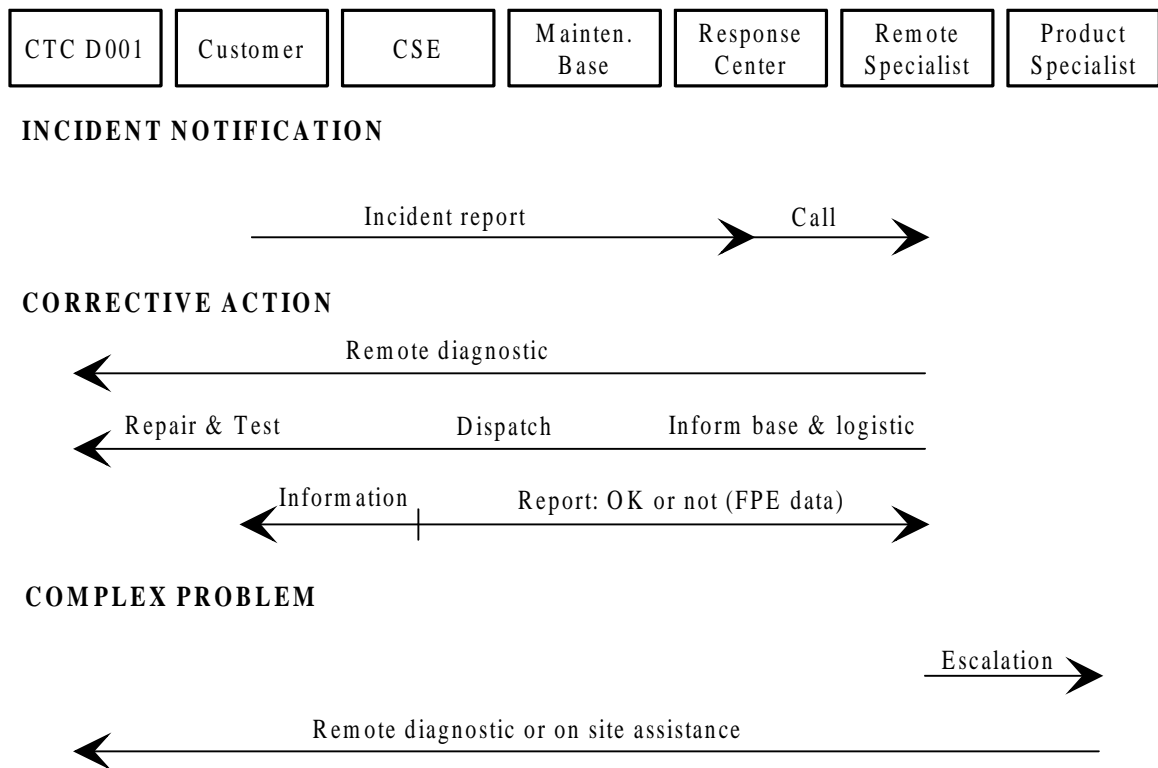 CTC D001
Customer
CSE
Mainten.
Base
Response
Center
Remote
Specialist
Product
Specialist
INCIDENT NOTIFICATION
Incident report
Call
CORRECTIVE ACTION
Remote diagnostic
Repair & Test
Dispatch
Inform base & logistic
Information
Report: OK or not (FPE data)
COMPLEX PROBLEM
Escalation
Remote diagnostic or on site assistance